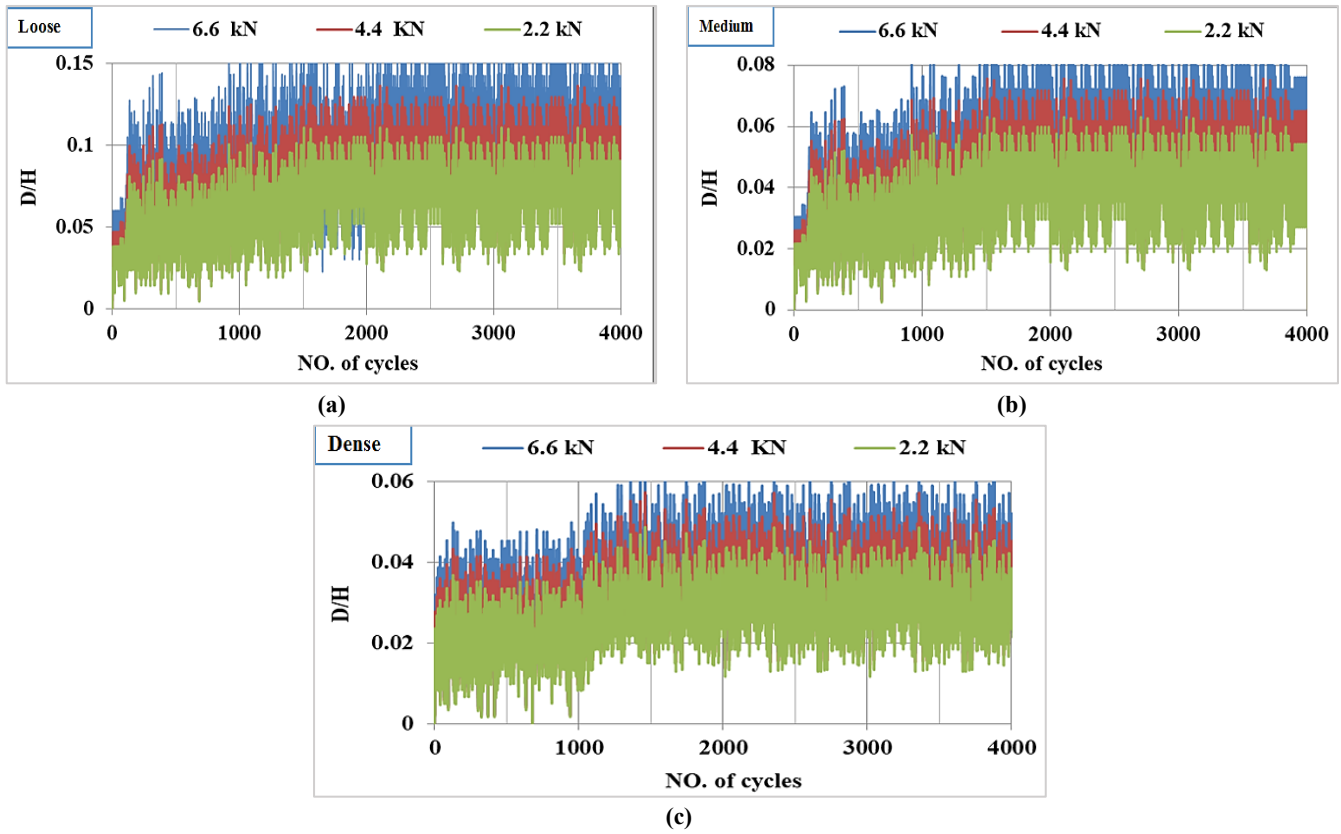 Loose
6.6 kN 4.4 KN 2.2 kN
0.15
0.1
0.05
0
D/H
0 1000 2000 3000 4000
NO. of cycles
(a)
Medium
6.6 kN 4.4 kN 2.2 kN
0.08
0.06
0.04
0.02
0
D/H
0 1000 2000 3000 4000
NO. of cycles
(b)
Dense
6.6 kN 4.4 KN 2.2 kN
0.06
0.04
0.02
0
D/H
0 1000 2000 3000 4000
NO. of cycles
(c)